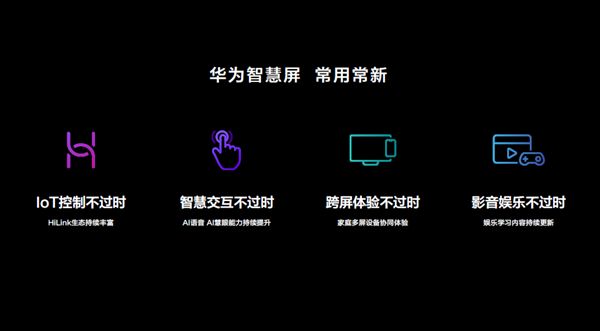 华为智慧屏 常用常新
IoT控制不过时
HiLink生态持续丰富
智慧交互不过时
AI语音 AI慧眼能力持续提升
跨屏体验不过时
家庭多屏设备协同体验
影音娱乐不过时
娱乐学习内容持续更新